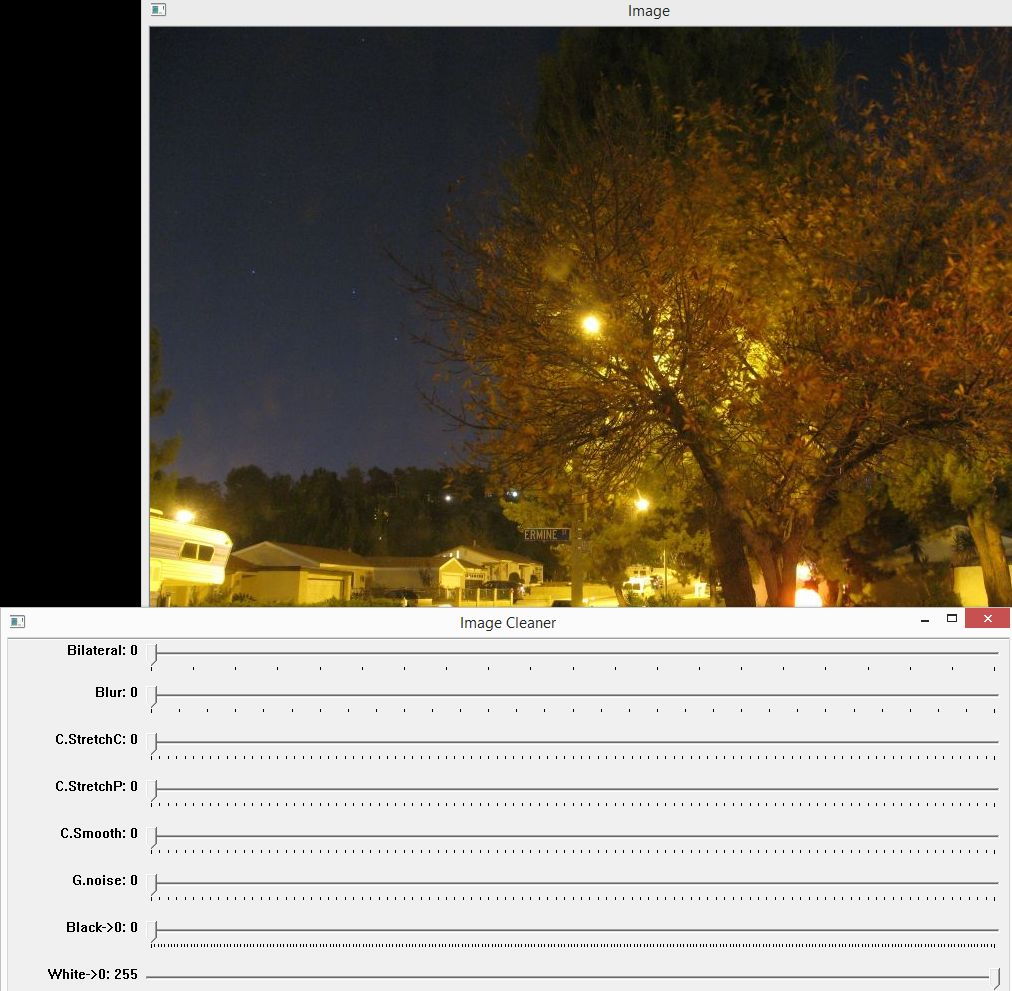 Image
ERMINE ST
Image Cleaner
Bilateral: 0
Blur: 0
C.StretchC: 0
C.StretchP: 0
C.Smooth: 0
G.noise: 0
Black->0: 0
White->0: 255